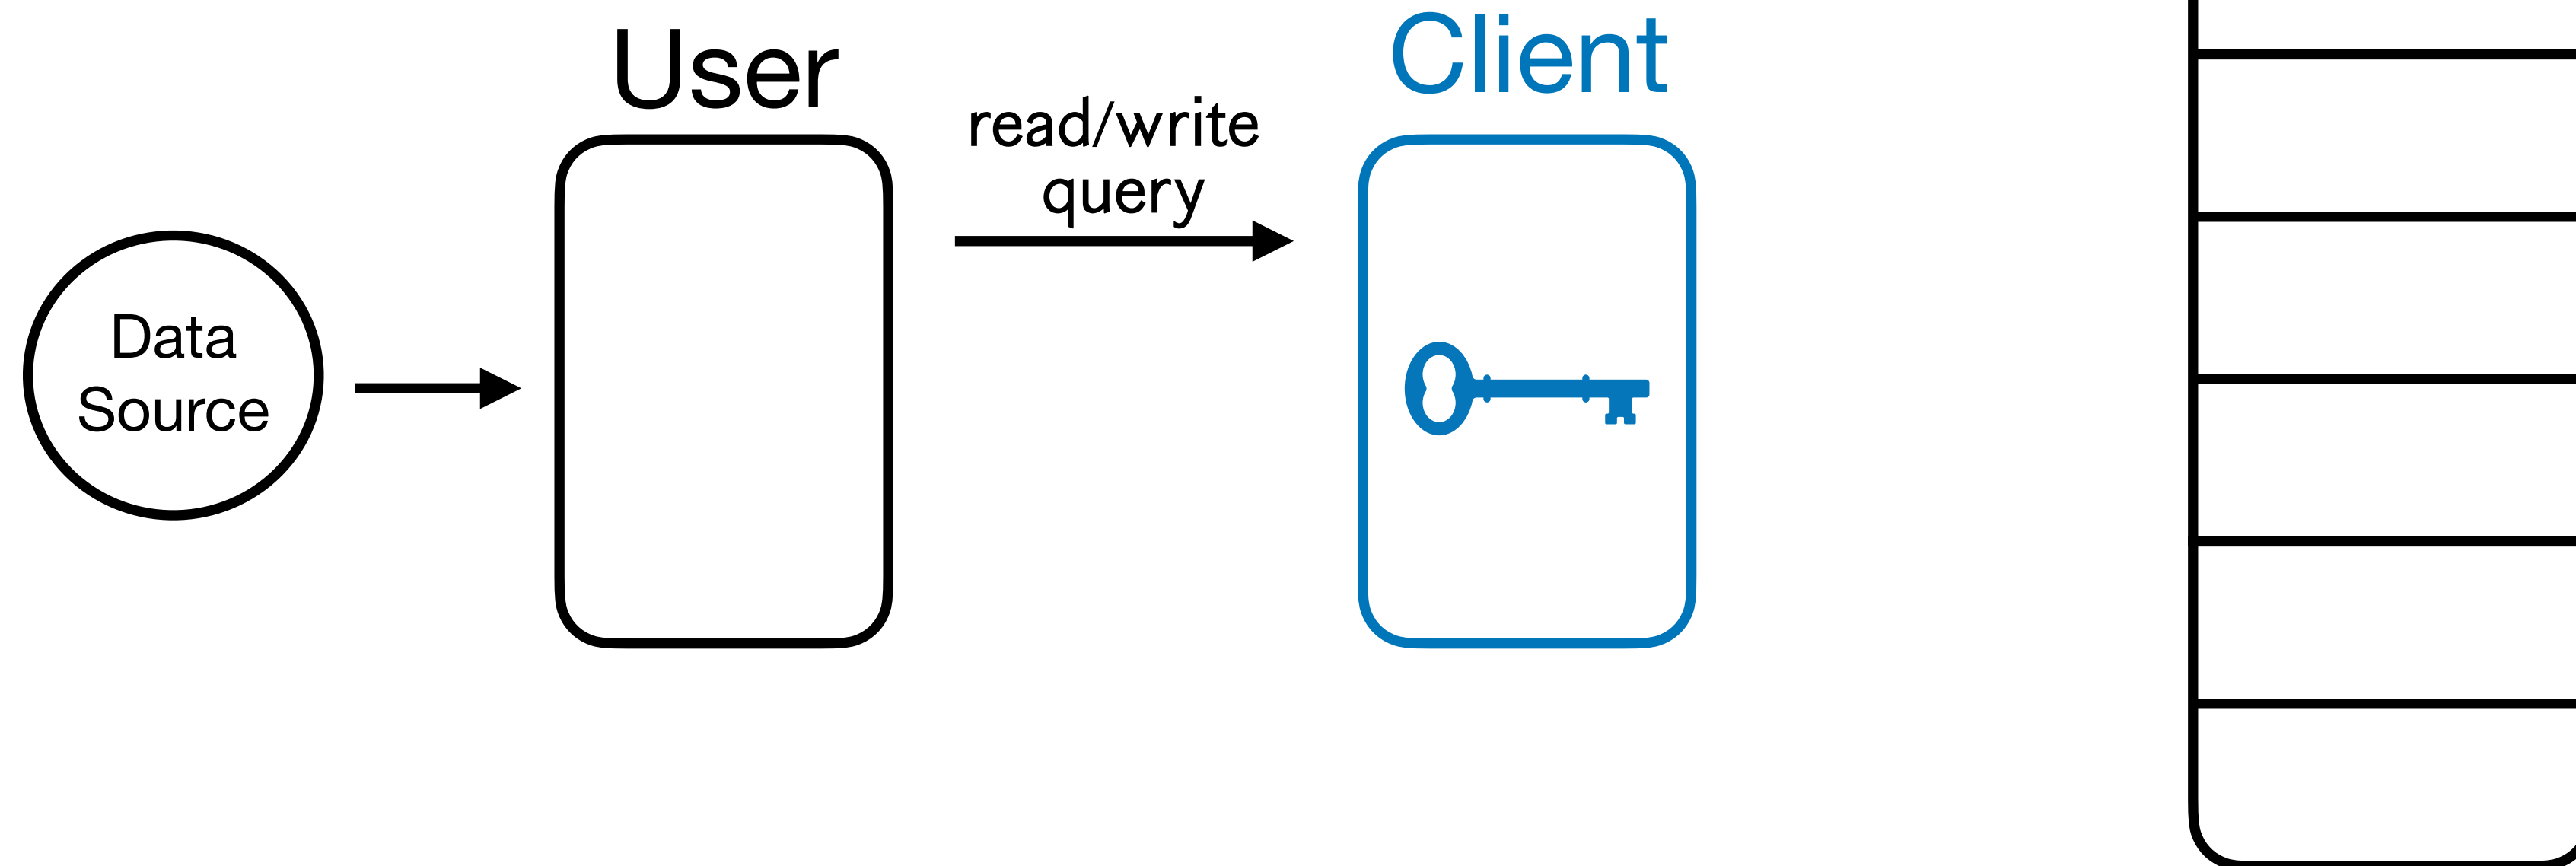 User
Client
read/write
query
Data
Source